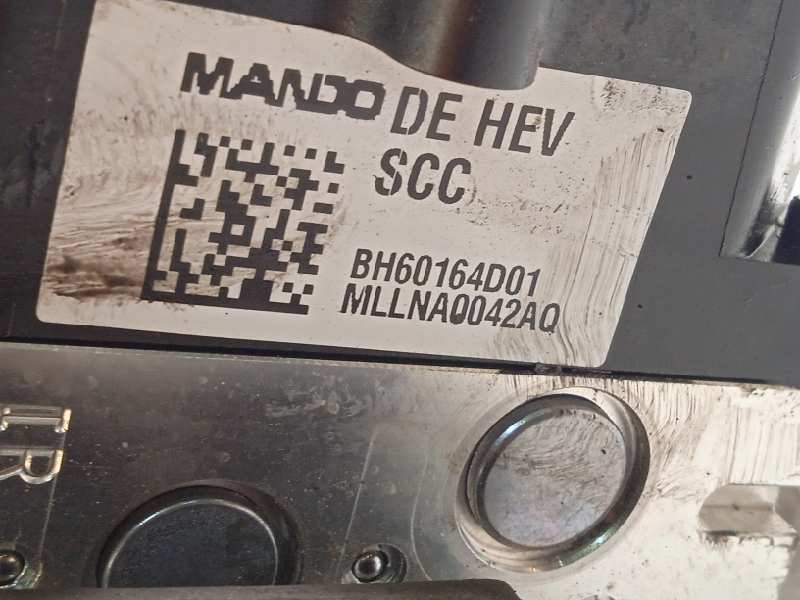 MANDO DE HEV
SCC
BH60164D01
MLLNA0042AQ